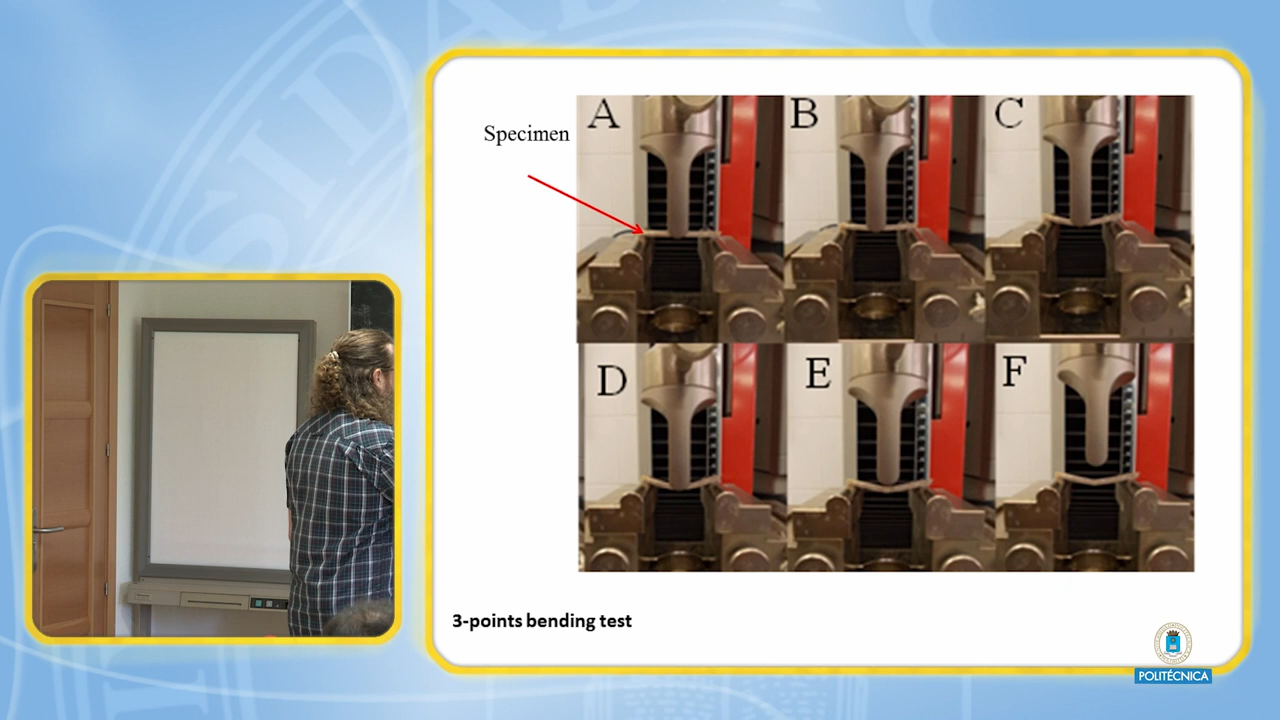 Specimen
A
B
C
D
E
F
3-points bending test
POLITÉCNICA